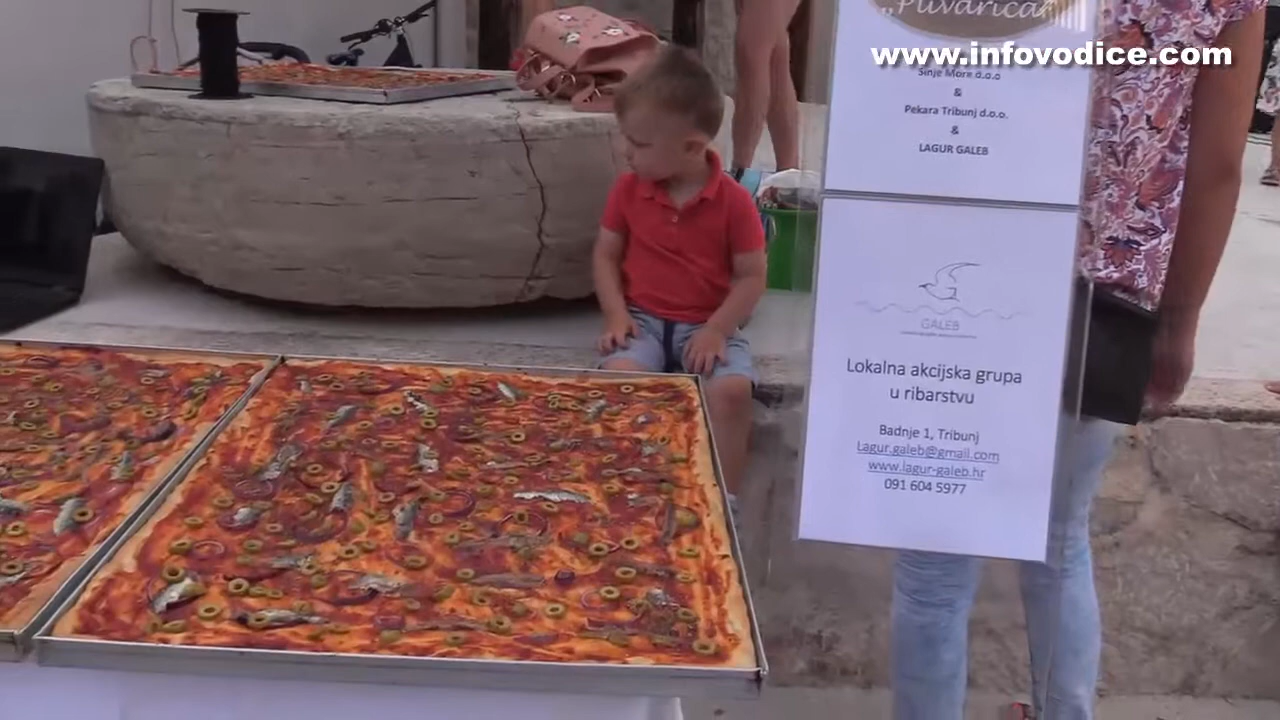 „Plivarica“
www.infovodice.com
Sinje More d.o.o
&
Pekara Tribunj d.o.o.
&
LAGUR GALEB
GALEB
Lokalna akcijska grupa
u ribarstvu
Badnje 1, Tribunj
Lagur.galeb@gmail.com
www.lagur-galeb.hr
091 604 5977